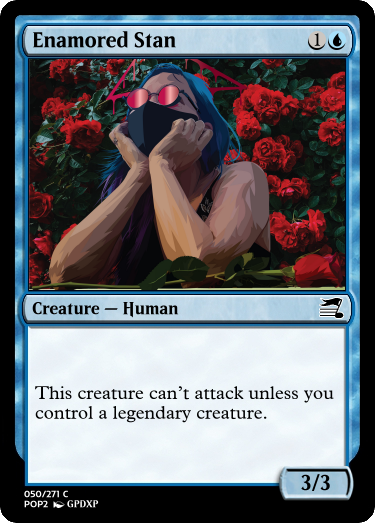 Enamored Stan 1
Creature — Human
This creature can't attack unless you
control a legendary creature.
3/3
050/271 C
POP2 GPDXP